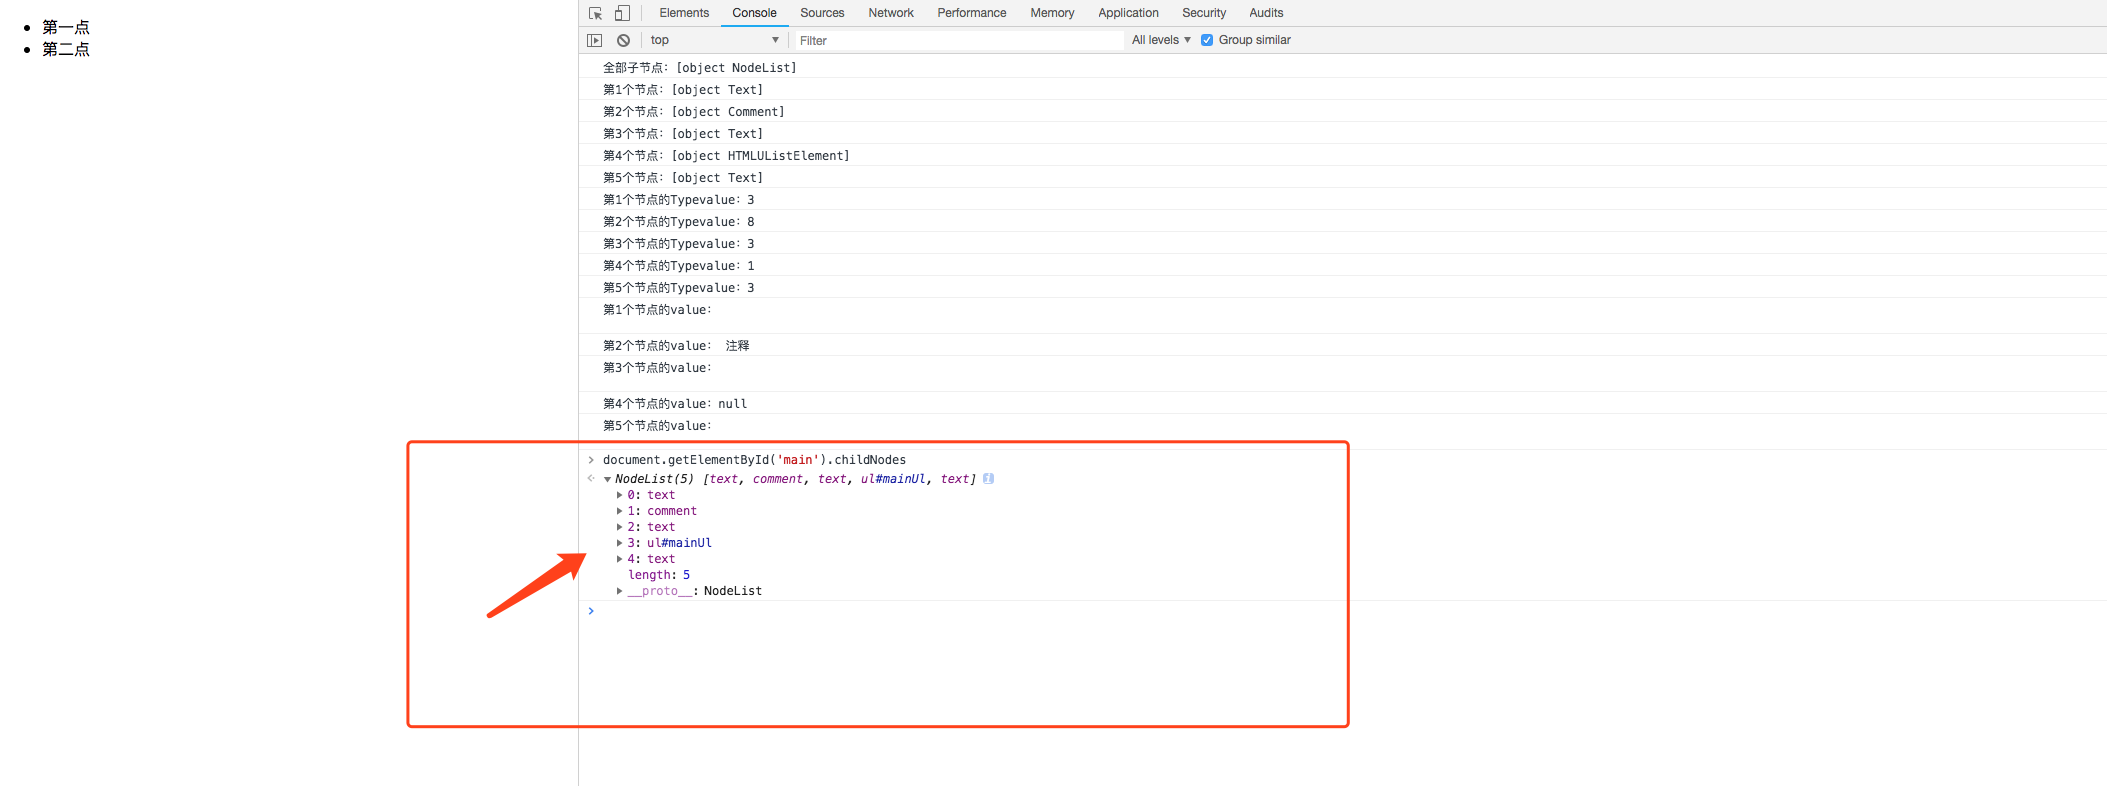 第一点
第二点
Elements Console Sources Network Performance Memory Application Security Audits
top Filter All levels Group similar
全部子节点: [object NodeList]
第1个节点: [object Text]
第2个节点: [object Comment]
第3个节点: [object Text]
第4个节点: [object HTMLUListElement]
第5个节点: [object Text]
第1个节点的Typevalue: 3
第2个节点的Typevalue: 8
第3个节点的Typevalue: 3
第4个节点的Typevalue: 1
第5个节点的Typevalue: 3
第1个节点的value:
第2个节点的value: 注释
第3个节点的value:
第4个节点的value: null
第5个节点的value:
document.getElementById('main').childNodes
NodeList(5) [text, comment, text, ul#mainUl, text]
0: text
1: comment
2: text
3: ul#mainUl
4: text
length: 5
__proto__: NodeList